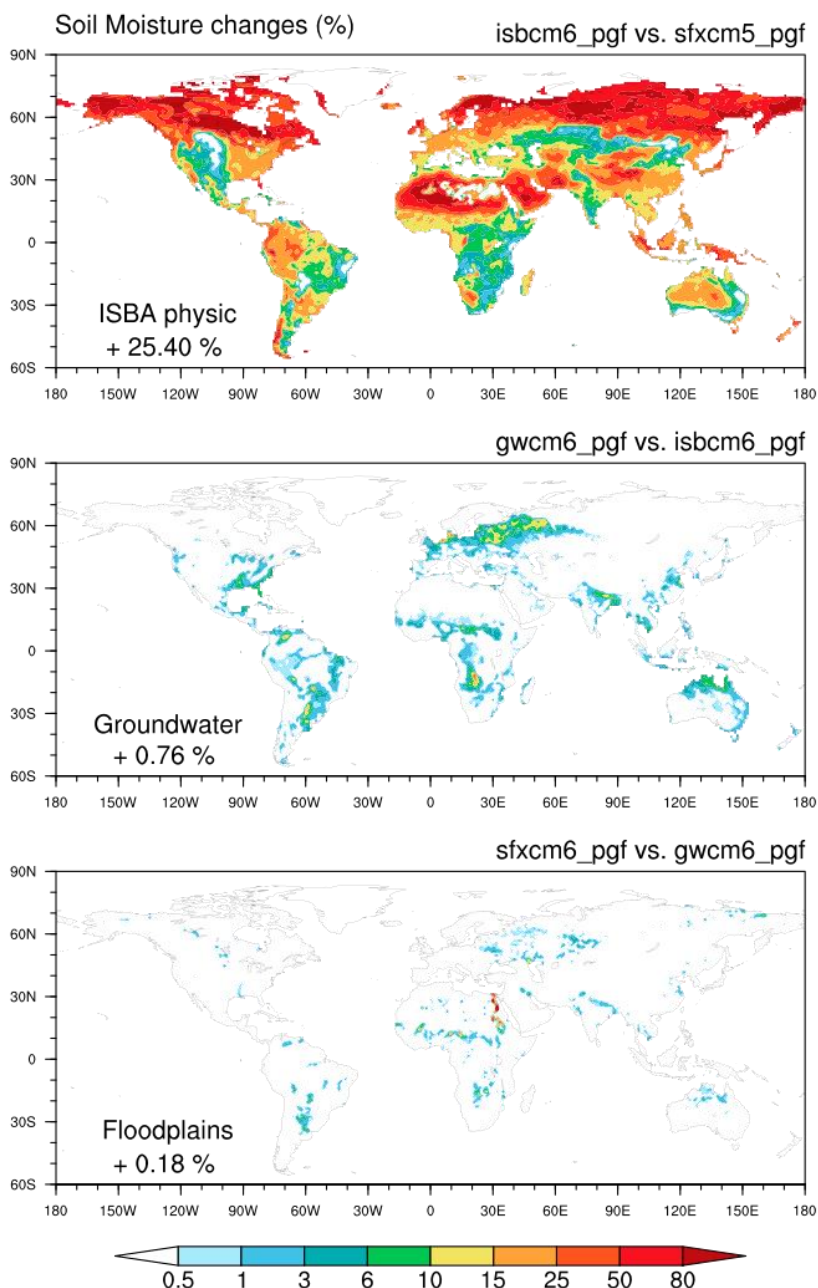 Soil Moisture changes (%)
isbcm6_pgf vs. sfxcm5_pgf
90N
60N
30N
0
30S
60S
ISBA physic
+ 25.40 %
180 150W 120W 90W 60W 30W 0 30E 60E 90E 120E 150E 180
gwcm6_pgf vs. isbcm6_pgf
90N
60N
30N
0
30S
60S
Groundwater
+ 0.76 %
180 150W 120W 90W 60W 30W 0 30E 60E 90E 120E 150E 180
sfxcm6_pgf vs. gwcm6_pgf
90N
60N
30N
0
30S
60S
Floodplains
+ 0.18 %
180 150W 120W 90W 60W 30W 0 30E 60E 90E 120E 150E 180
0.5 1 3 6 10 15 25 50 80